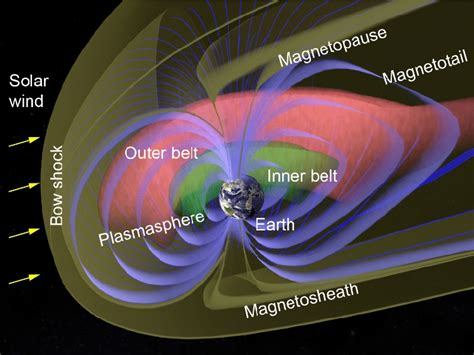 Magnetopause
Magnetotail
Solar
wind
Bow shock
Outer belt
Inner belt
Plasmasphere
Earth
Magnetosheath